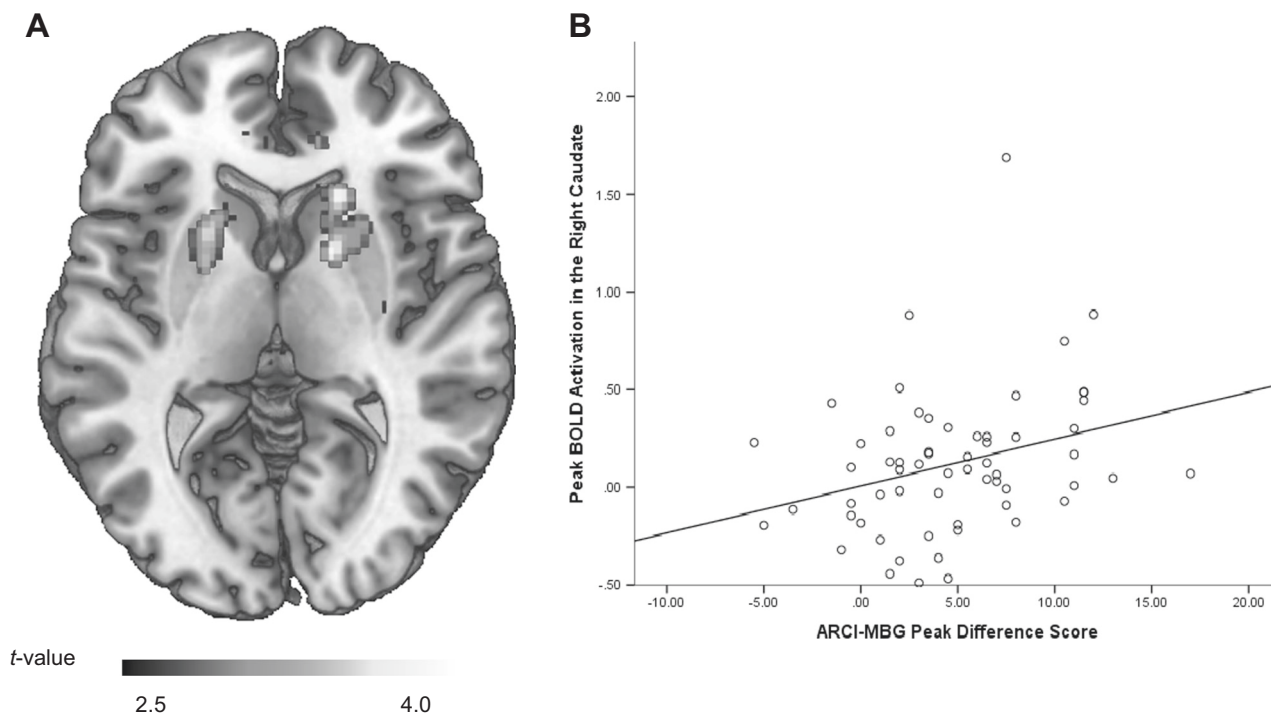 A
t-value
2.5 4.0
B
Peak BOLD Activation in the Right Caudate
2.00
1.50
1.00
.50
.00
-.50
-10.00 -5.00 .00 5.00 10.00 15.00 20.00
ARCI-MBG Peak Difference Score